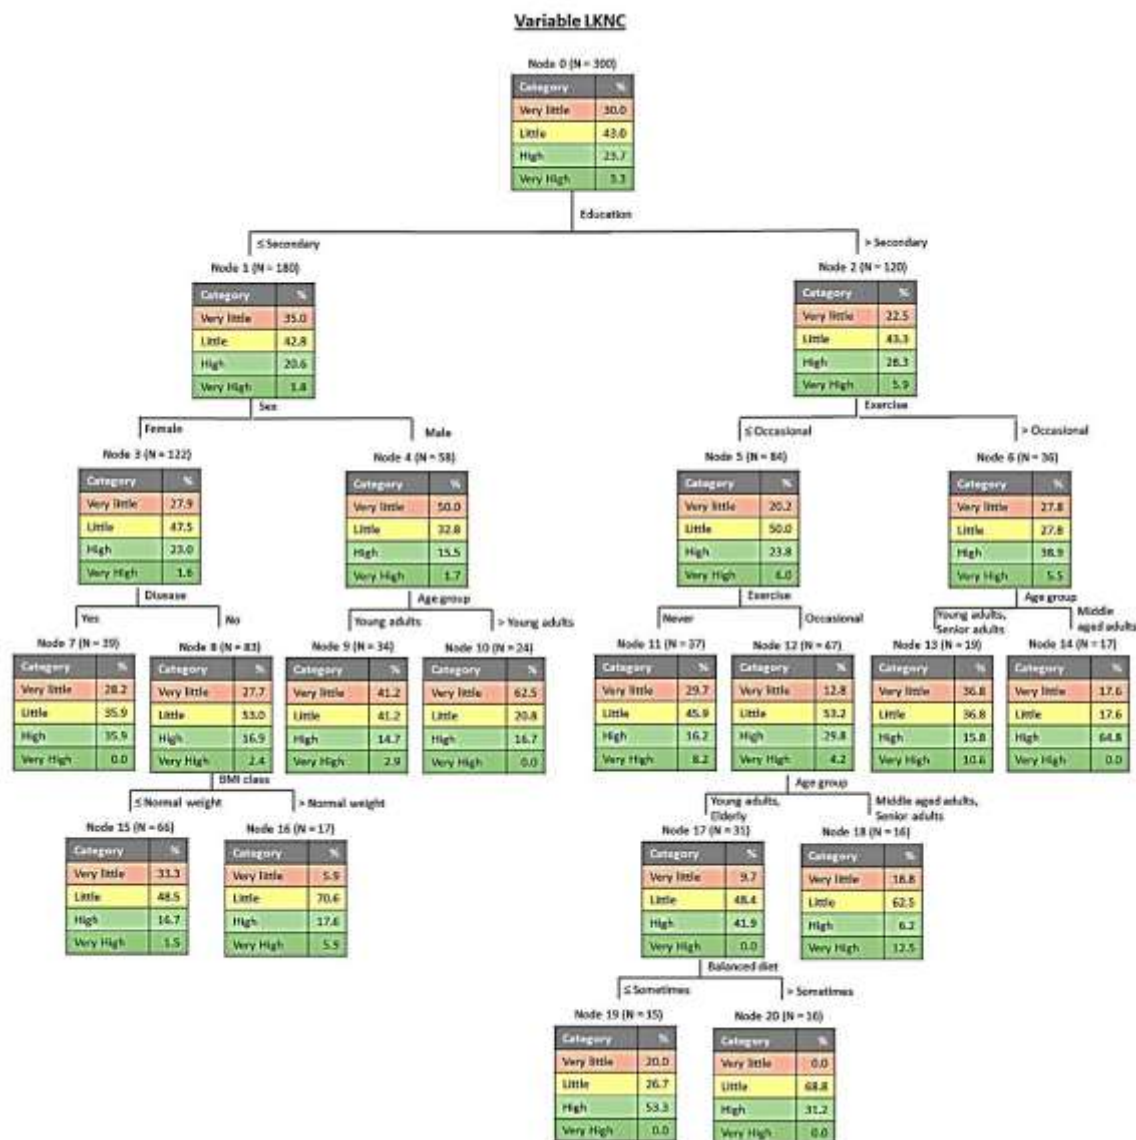 Variable LKNC
Node 0 (N = 300)
Category %
Very little 30.0
Little 43.0
High 23.7
Very High 3.3
Education
≤ Secondary
> Secondary
Node 1 (N = 180)
Category %
Very little 35.0
Little 42.8
High 20.6
Very High
Node 2 (N = 120)
Category %
Very little 22.5
Little 43.3
High 28.3
Very High 5.9
Sex
Exercise
Female
Male
≤ Occasional
> Occasional
Node 3 (N = 122)
Category %
Very little 27.9
Little 47.5
High 23.0
Very High 1.6
Node 4 (N = 58)
Category %
Very little 50.0
Little 32.8
High 15.5
Very High 1.7
Node 5 (N = 84)
Category %
Very little 20.2
Little 50.0
High 23.8
Very High 6.0
Node 6 (N = 36)
Category %
Very little 27.8
Little 27.8
High 38.9
Very High 5.5
Disease
Age group
Exercise
Age group
Yes
No
Young adults
> Young adults
Never
Occasional
Young adults,
Senior adults
Middle
aged adults
Node 7 (N = 39)
Category %
Very little 28.2
Little 35.9
High 35.9
Very High 0.0
Node 8 (N = 83)
Category %
Very little 27.7
Little 53.0
High 16.9
Very High 2.4
Node 9 (N = 34)
Category %
Very little 41.2
Little 41.2
High 14.7
Very High 2.9
Node 10 (N = 24)
Category %
Very little 62.5
Little 20.8
High 16.7
Very High 0.0
Node 11 (N = 37)
Category %
Very little 29.7
Little 45.9
High 16.2
Very High 8.2
Node 12 (N = 67)
Category %
Very little 12.8
Little 53.2
High 29.8
Very High 4.2
Node 13 (N = 19)
Category %
Very little 36.8
Little 36.8
High 15.8
Very High 10.6
Node 14 (N = 17)
Category %
Very little 17.6
Little 17.6
High 64.8
Very High 0.0
BMI class
Age group
≤ Normal weight
> Normal weight
Young adults,
Elderly
Middle aged adults,
Senior adults
Node 15 (N = 66)
Category %
Very little 33.3
Little 48.5
High 16.7
Very High 1.5
Node 16 (N = 17)
Category %
Very little 5.9
Little 70.6
High 17.6
Very High 5.9
Node 17 (N = 31)
Category %
Very little 9.7
Little 48.4
High 41.9
Very High 0.0
Node 18 (N = 16)
Category %
Very little 18.8
Little 62.5
High 6.2
Very High 12.5
Balanced diet
≤ Sometimes
> Sometimes
Node 19 (N = 15)
Category %
Very little 20.0
Little 26.7
High 53.3
Very High 0.0
Node 20 (N = 16)
Category %
Very little 0.0
Little 68.8
High 31.2
Very High 0.0